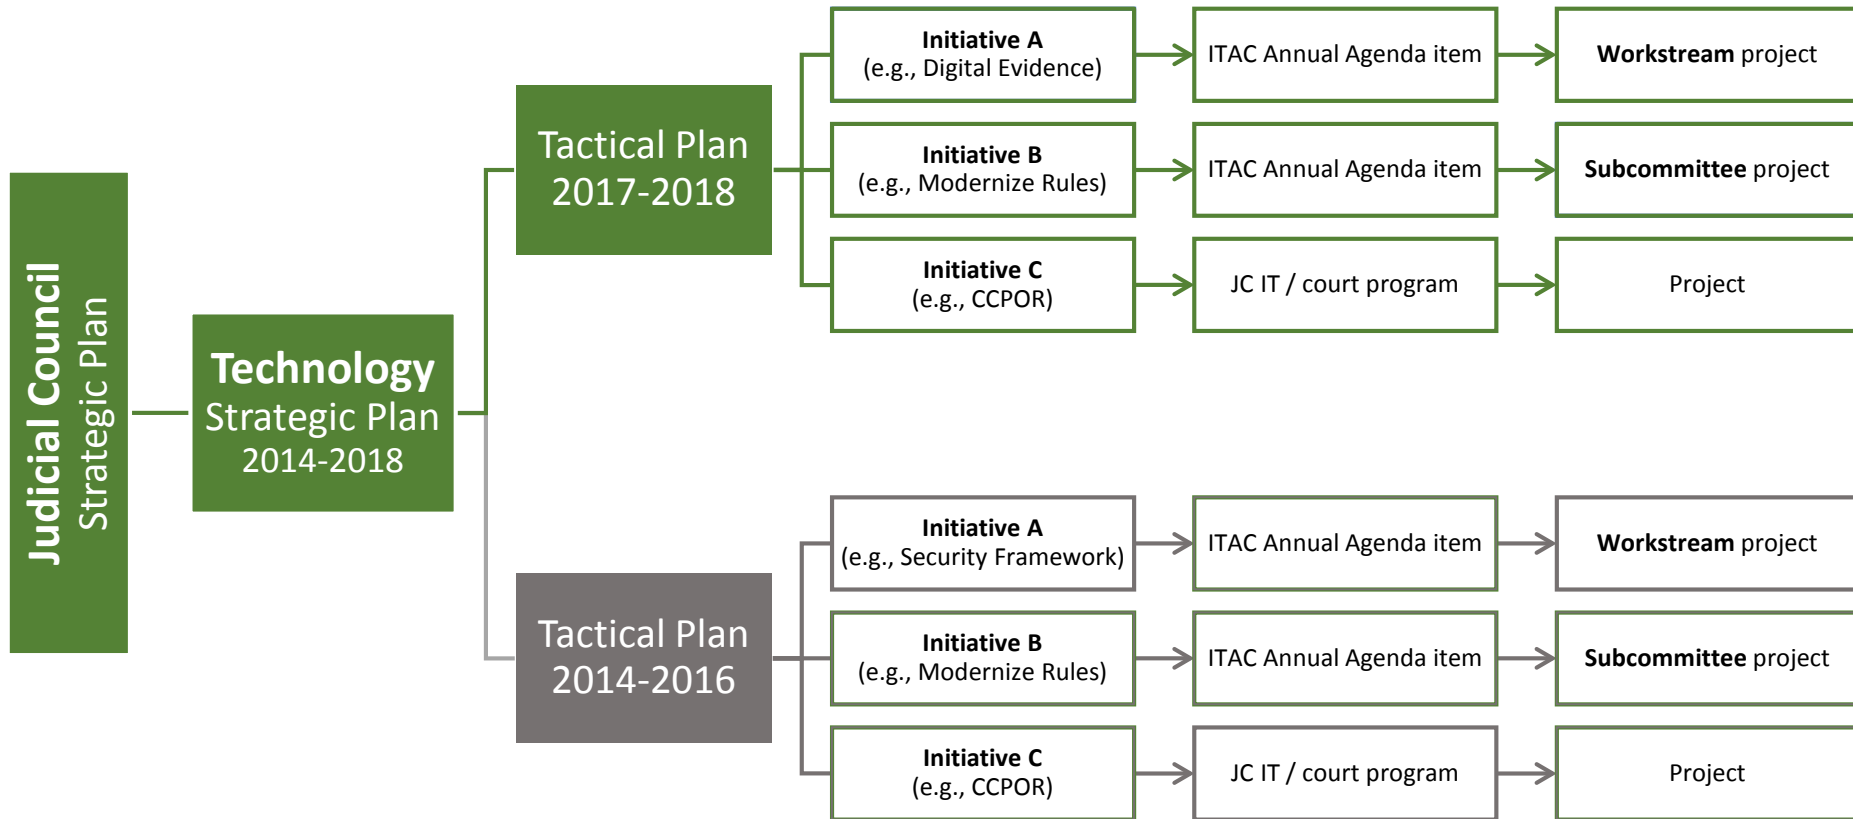 Judicial Council
Strategic Plan
Technology
Strategic Plan
2014-2018
Tactical Plan
2017-2018
Initiative A
(e.g., Digital Evidence)
ITAC Annual Agenda item
Workstream project
Initiative B
(e.g., Modernize Rules)
ITAC Annual Agenda item
Subcommittee project
Initiative C
(e.g., CCPOR)
JC IT / court program
Project
Tactical Plan
2014-2016
Initiative A
(e.g., Security Framework)
ITAC Annual Agenda item
Workstream project
Initiative B
(e.g., Modernize Rules)
ITAC Annual Agenda item
Subcommittee project
Initiative C
(e.g., CCPOR)
JC IT / court program
Project